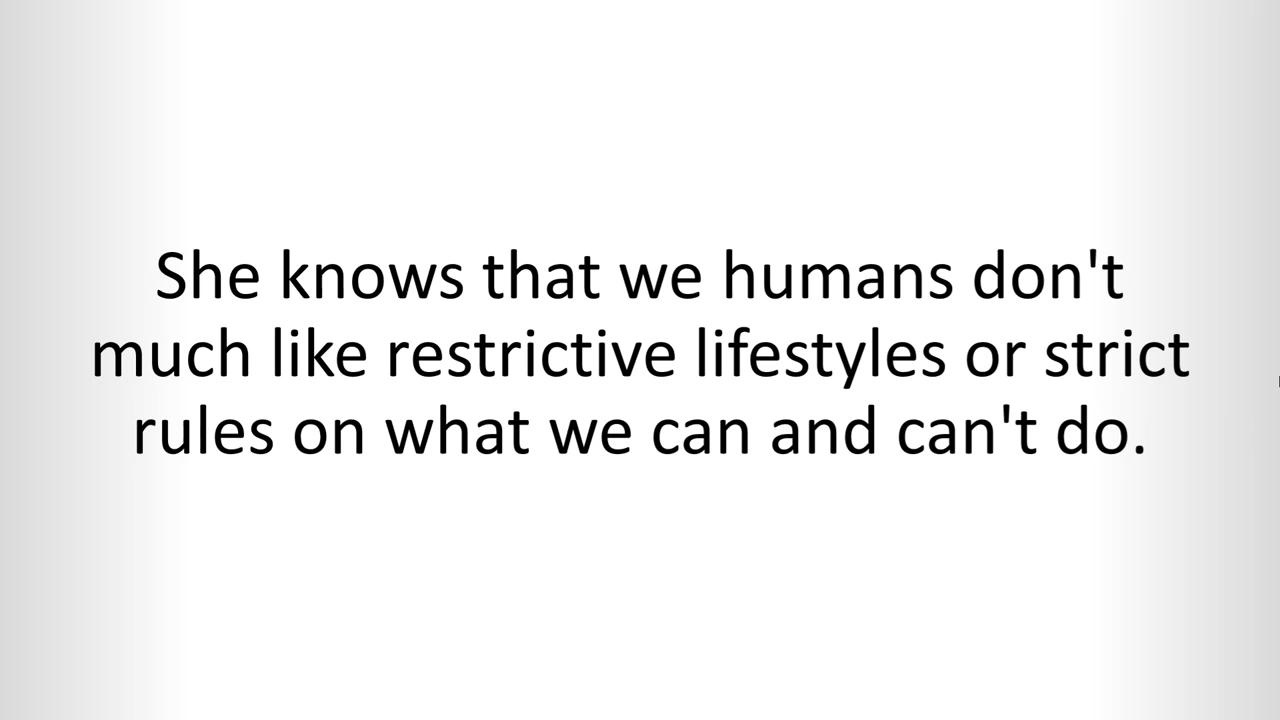 She knows that we humans don't
much like restrictive lifestyles or strict
rules on what we can and can't do.